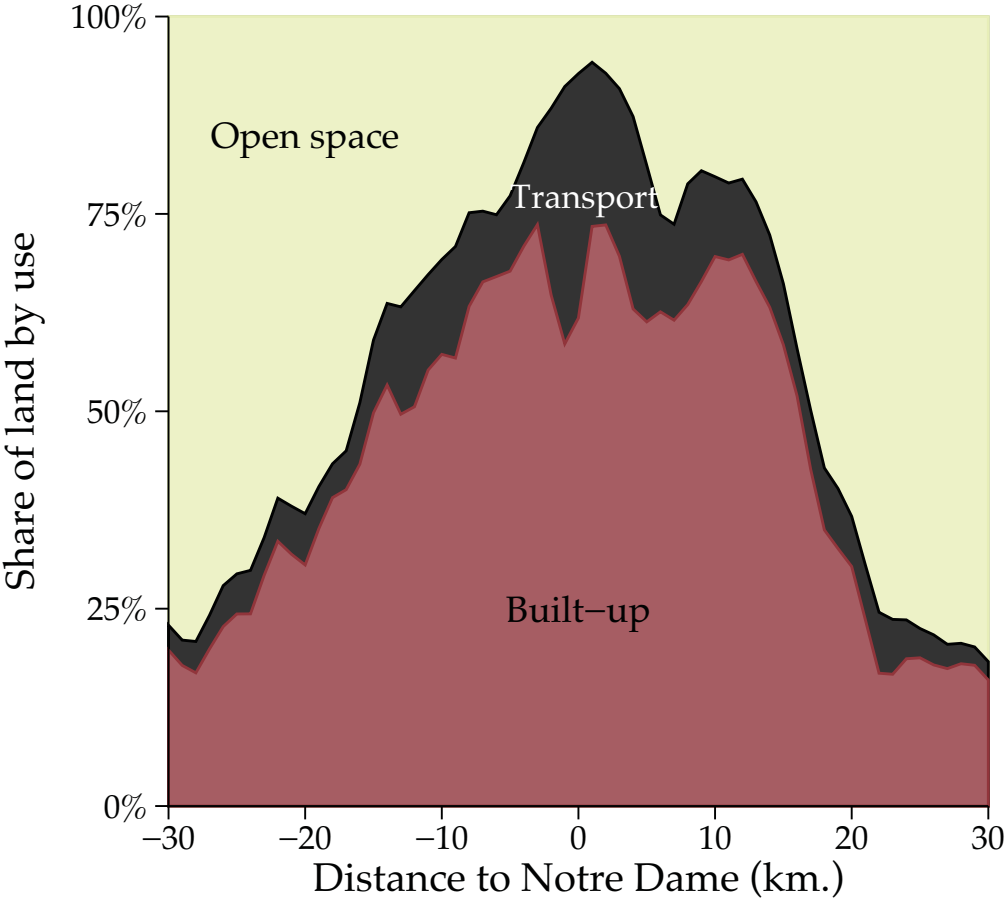 100%
Open space
Transport
75%
50%
25%
Built−up
0%
−30 −20 −10 0 10 20 30
Share of land by use
Distance to Notre Dame (km.)